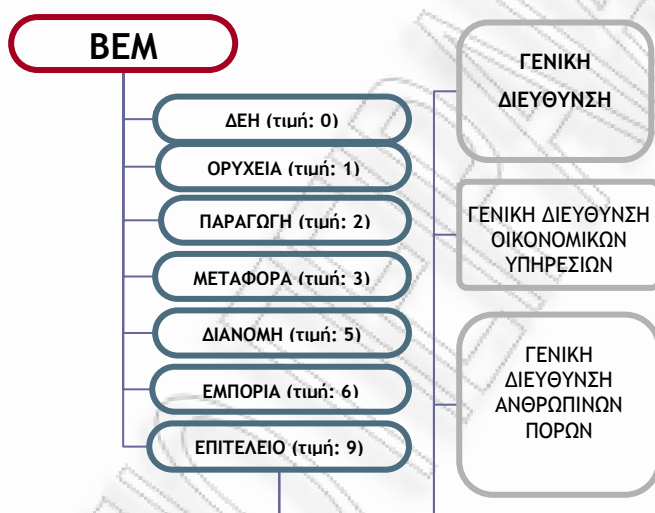 ΒΕΜ
ΔΕΗ (τιμή: 0)
ΟΡΥΧΕΙΑ (τιμή: 1)
ΠΑΡΑΓΩΓΗ (τιμή: 2)
ΜΕΤΑΦΟΡΑ (τιμή: 3)
ΔΙΑΝΟΜΗ (τιμή: 5)
ΕΜΠΟΡΙΑ (τιμή: 6)
ΕΠΙΤΕΛΕΙΟ (τιμή: 9)
ΓΕΝΙΚΗ
ΔΙΕΥΘΥΝΣΗ
ΓΕΝΙΚΗ ΔΙΕΥΘΥΝΣΗ
ΟΙΚΟΝΟΜΙΚΩΝ
ΥΠΗΡΕΣΙΩΝ
ΓΕΝΙΚΗ
ΔΙΕΥΘΥΝΣΗ
ΑΝΘΡΩΠΙΝΩΝ
ΠΟΡΩΝ